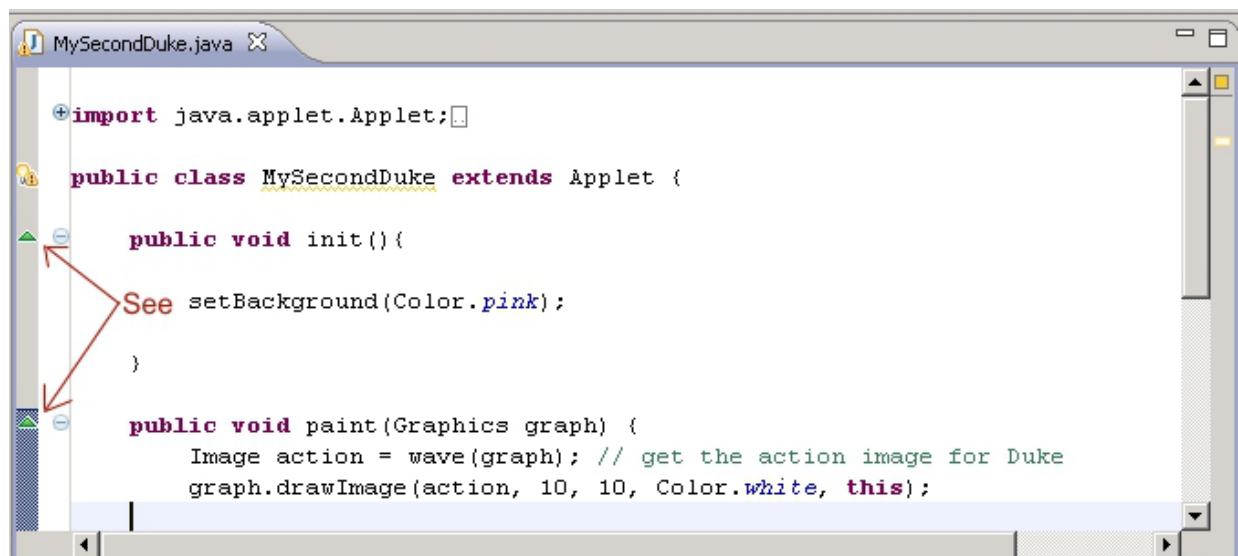 MySecondDuke.java
import java.applet.Applet;
public class MySecondDuke extends Applet {
public void init(){
See setBackground(Color.pink);
}
public void paint(Graphics graph) {
Image action = wave(graph); // get the action image for Duke
graph.drawImage(action, 10, 10, Color.white, this);